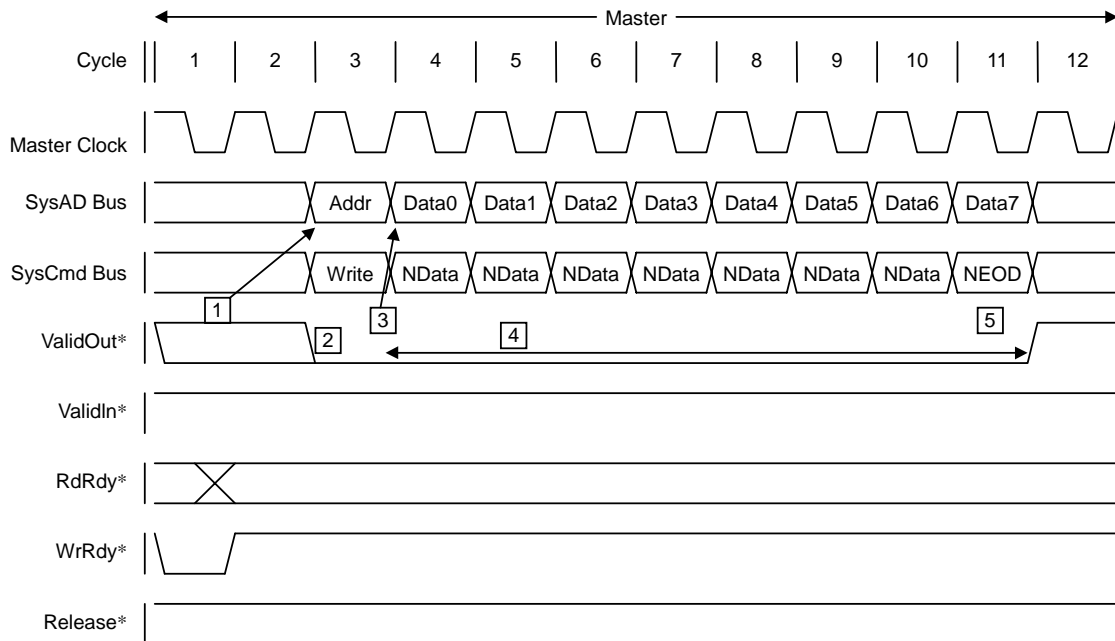 Master
Cycle 1 2 3 4 5 6 7 8 9 10 11 12
Master Clock
SysAD Bus Addr Data0 Data1 Data2 Data3 Data4 Data5 Data6 Data7
SysCmd Bus Write NData NData NData NData NData NData NData NEOD
1 3
ValidOut* 2 4 5
ValidIn*
RdRdy*
WrRdy*
Release*